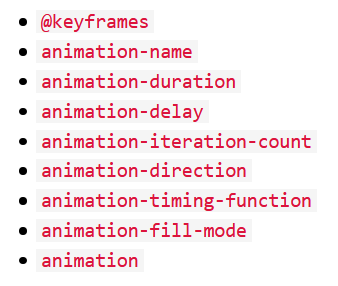 @keyframes
animation-name
animation-duration
animation-delay
animation-iteration-count
animation-direction
animation-timing-function
animation-fill-mode
animation